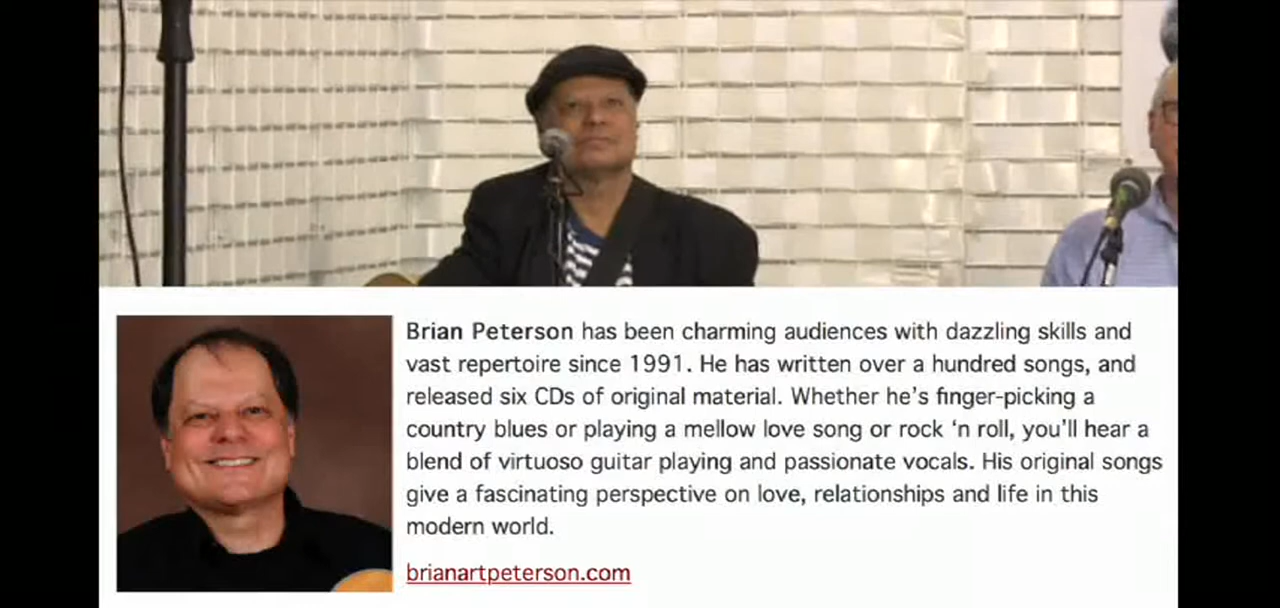 Brian Peterson has been charming audiences with dazzling skills and
vast repertoire since 1991. He has written over a hundred songs, and
released six CDs of original material. Whether he’s finger-picking a
country blues or playing a mellow love song or rock ‘n roll, you’ll hear a
blend of virtuoso guitar playing and passionate vocals. His original songs
give a fascinating perspective on love, relationships and life in this
modern world.
brianartpeterson.com